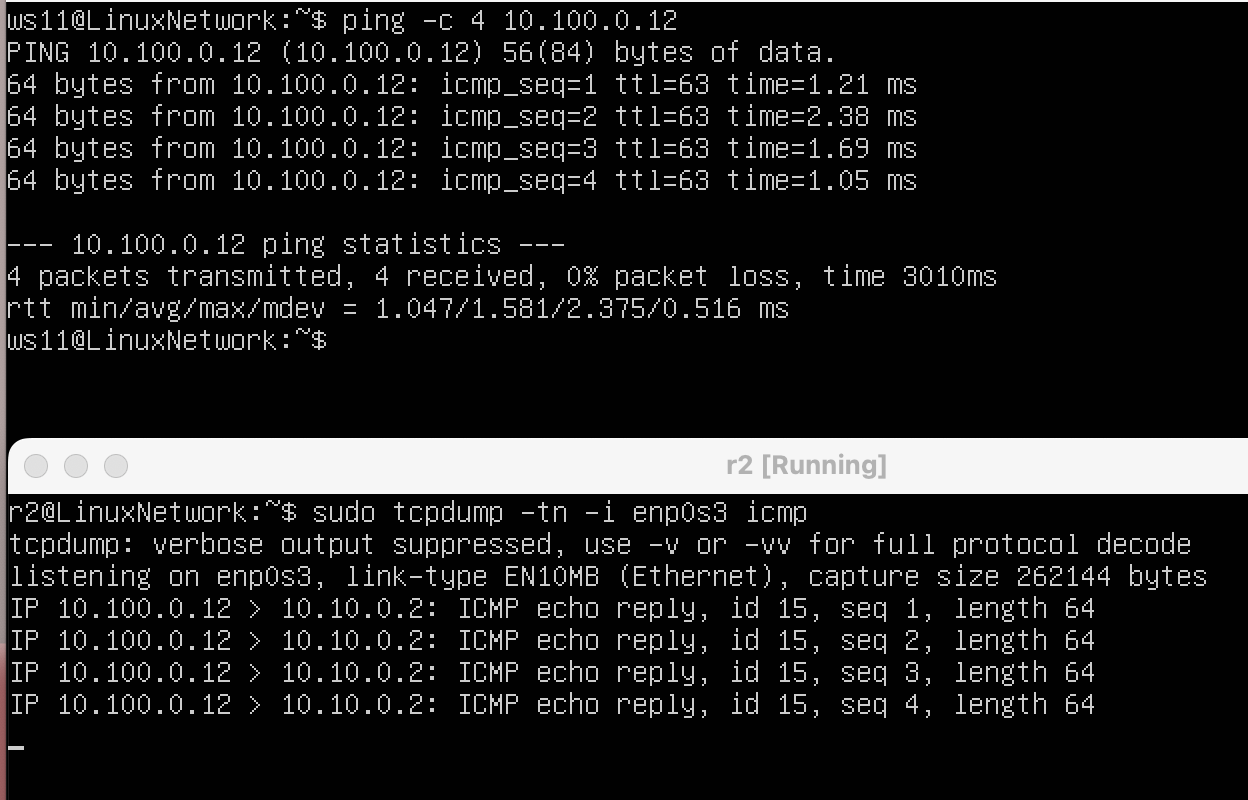 ws11@LinuxNetwork:~$ ping -c 4 10.100.0.12
PING 10.100.0.12 (10.100.0.12) 56(84) bytes of data.
64 bytes from 10.100.0.12: icmp_seq=1 ttl=63 time=1.21 ms
64 bytes from 10.100.0.12: icmp_seq=2 ttl=63 time=2.38 ms
64 bytes from 10.100.0.12: icmp_seq=3 ttl=63 time=1.69 ms
64 bytes from 10.100.0.12: icmp_seq=4 ttl=63 time=1.05 ms
--- 10.100.0.12 ping statistics ---
4 packets transmitted, 4 received, 0% packet loss, time 3010ms
rtt min/avg/max/mdev = 1.047/1.581/2.375/0.516 ms
ws11@LinuxNetwork:~$
r2 [Running]
r2@LinuxNetwork:~$ sudo tcpdump -tn -i enp0s3 icmp
tcpdump: verbose output suppressed, use -v or -vv for full protocol decode
listening on enp0s3, link-type EN10MB (Ethernet), capture size 262144 bytes
IP 10.100.0.12 > 10.10.0.2: ICMP echo reply, id 15, seq 1, length 64
IP 10.100.0.12 > 10.10.0.2: ICMP echo reply, id 15, seq 2, length 64
IP 10.100.0.12 > 10.10.0.2: ICMP echo reply, id 15, seq 3, length 64
IP 10.100.0.12 > 10.10.0.2: ICMP echo reply, id 15, seq 4, length 64